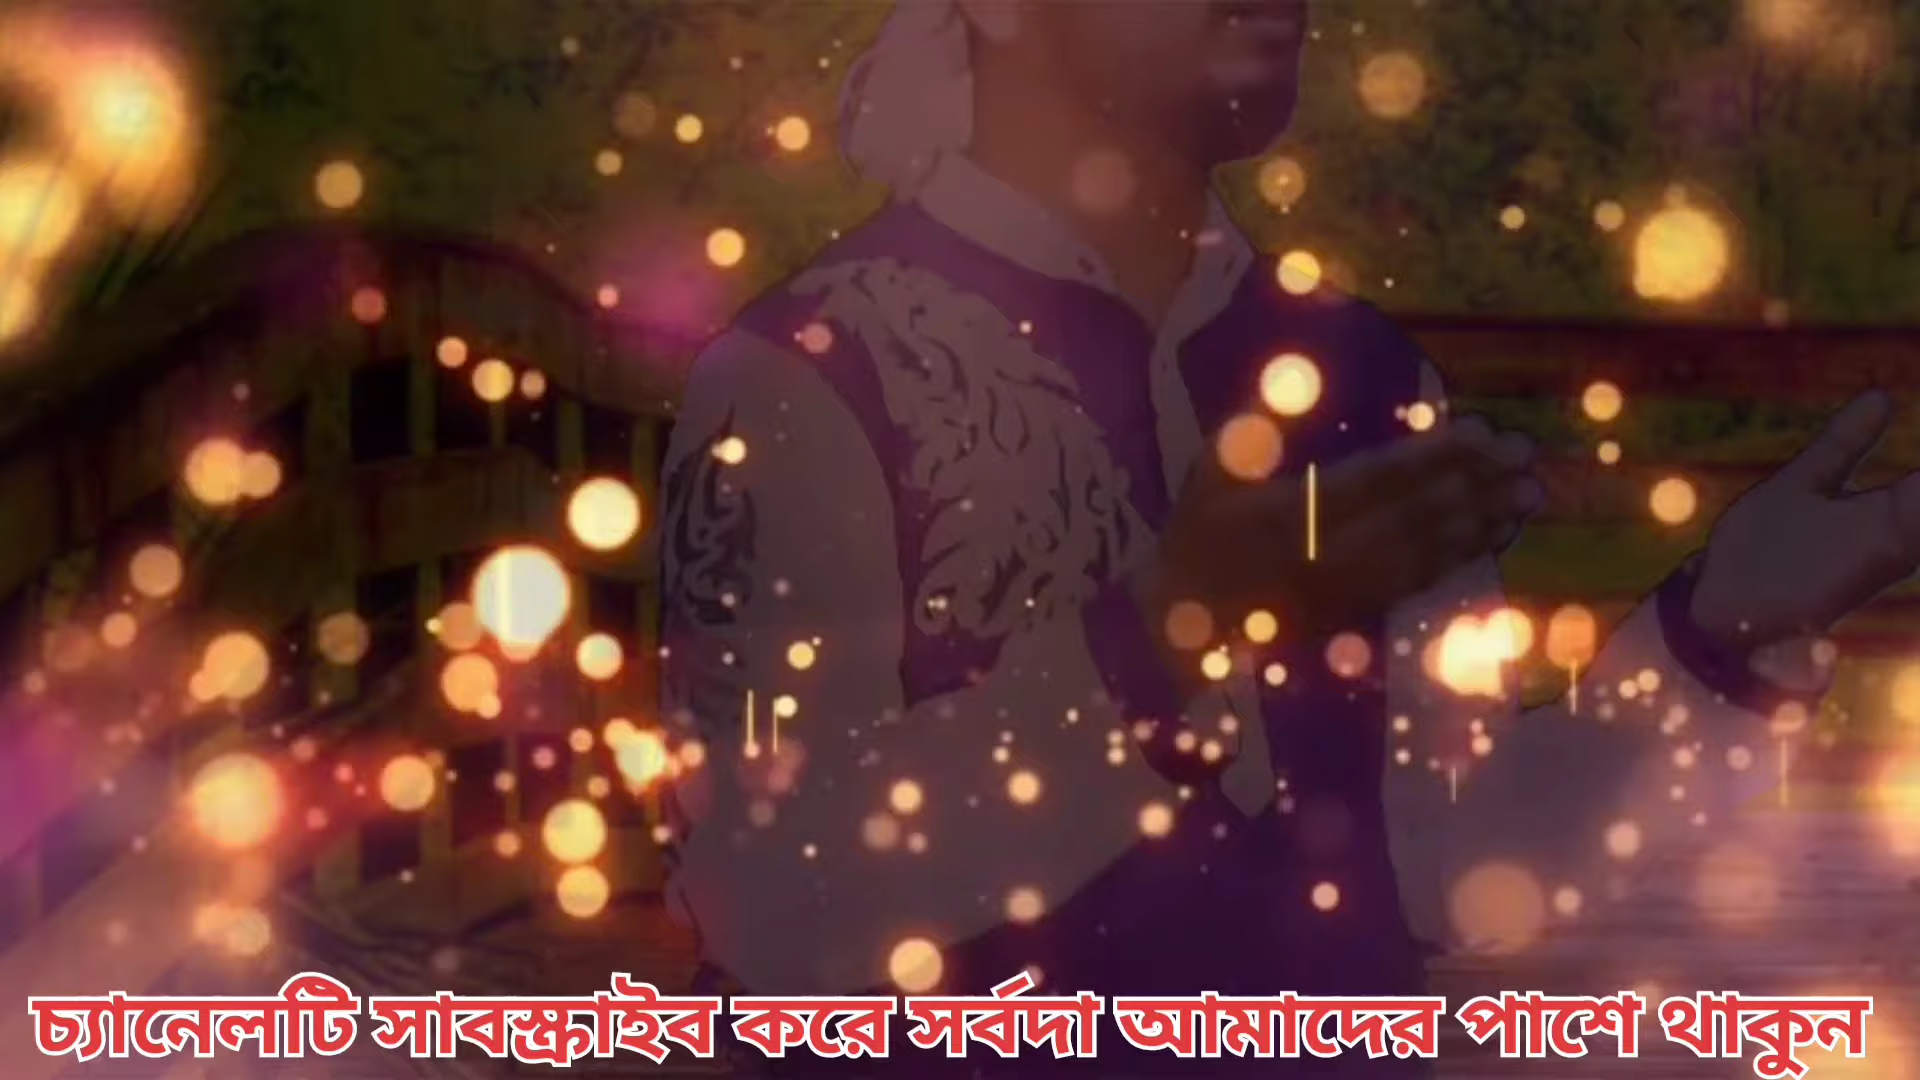 চ্যানেলটি সাবস্ক্রাইব করে সর্বদা আমাদের পাশে থাকুন